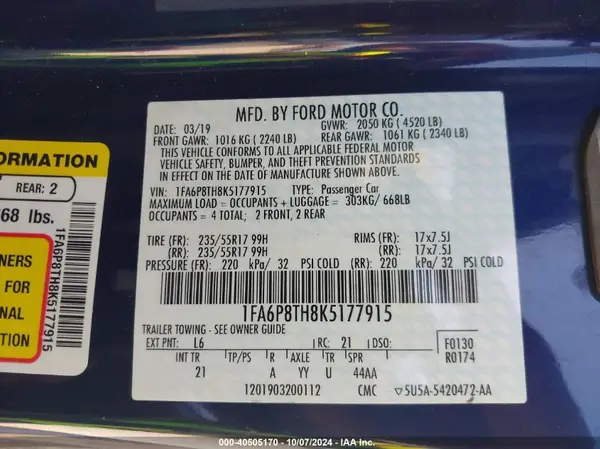 MFD. BY FORD MOTOR CO.
DATE: 03/19 GVWR: 2050 KG ( 4520 LB)
FRONT GAWR: 1016 KG ( 2240 LB) REAR GAWR: 1061 KG ( 2340 LB)
THIS VEHICLE CONFORMS TO ALL APPLICABLE FEDERAL MOTOR
VEHICLE SAFETY, BUMPER, AND THEFT PREVENTION STANDARDS
IN EFFECT ON THE DATE OF MANUFACTURE SHOWN ABOVE.
VIN: 1FA6P8TH8K5177915 TYPE: Passenger Car
MAXIMUM LOAD = OCCUPANTS + LUGGAGE = 303KG/ 668LB
OCCUPANTS = 4 TOTAL; 2 FRONT, 2 REAR
TIRE (FR): 235/55R17 99H RIMS (FR): 17x7.5J
(RR): 235/55R17 99H (RR): 17x7.5J
PRESSURE (FR): 220 kPa/ 32 PSI COLD (RR) 220 kPa/ 32 PSI COLD
1FA6P8TH8K5177915
TRAILER TOWING - SEE OWNER GUIDE
EXT PNT: L6 RC: 21 DSO: F0130
R0174
INT TR TP/PS R AXLE TR SPR
21 A YY U 44AA
1201903200112 CMC 5U5A-5420472-AA
ORMATION
REAR: 2
68 lbs.
NERS
FOR
NAL
1FA6P8TH8K5177915
000-40505170 - 10/07/2024 - IAA Inc.